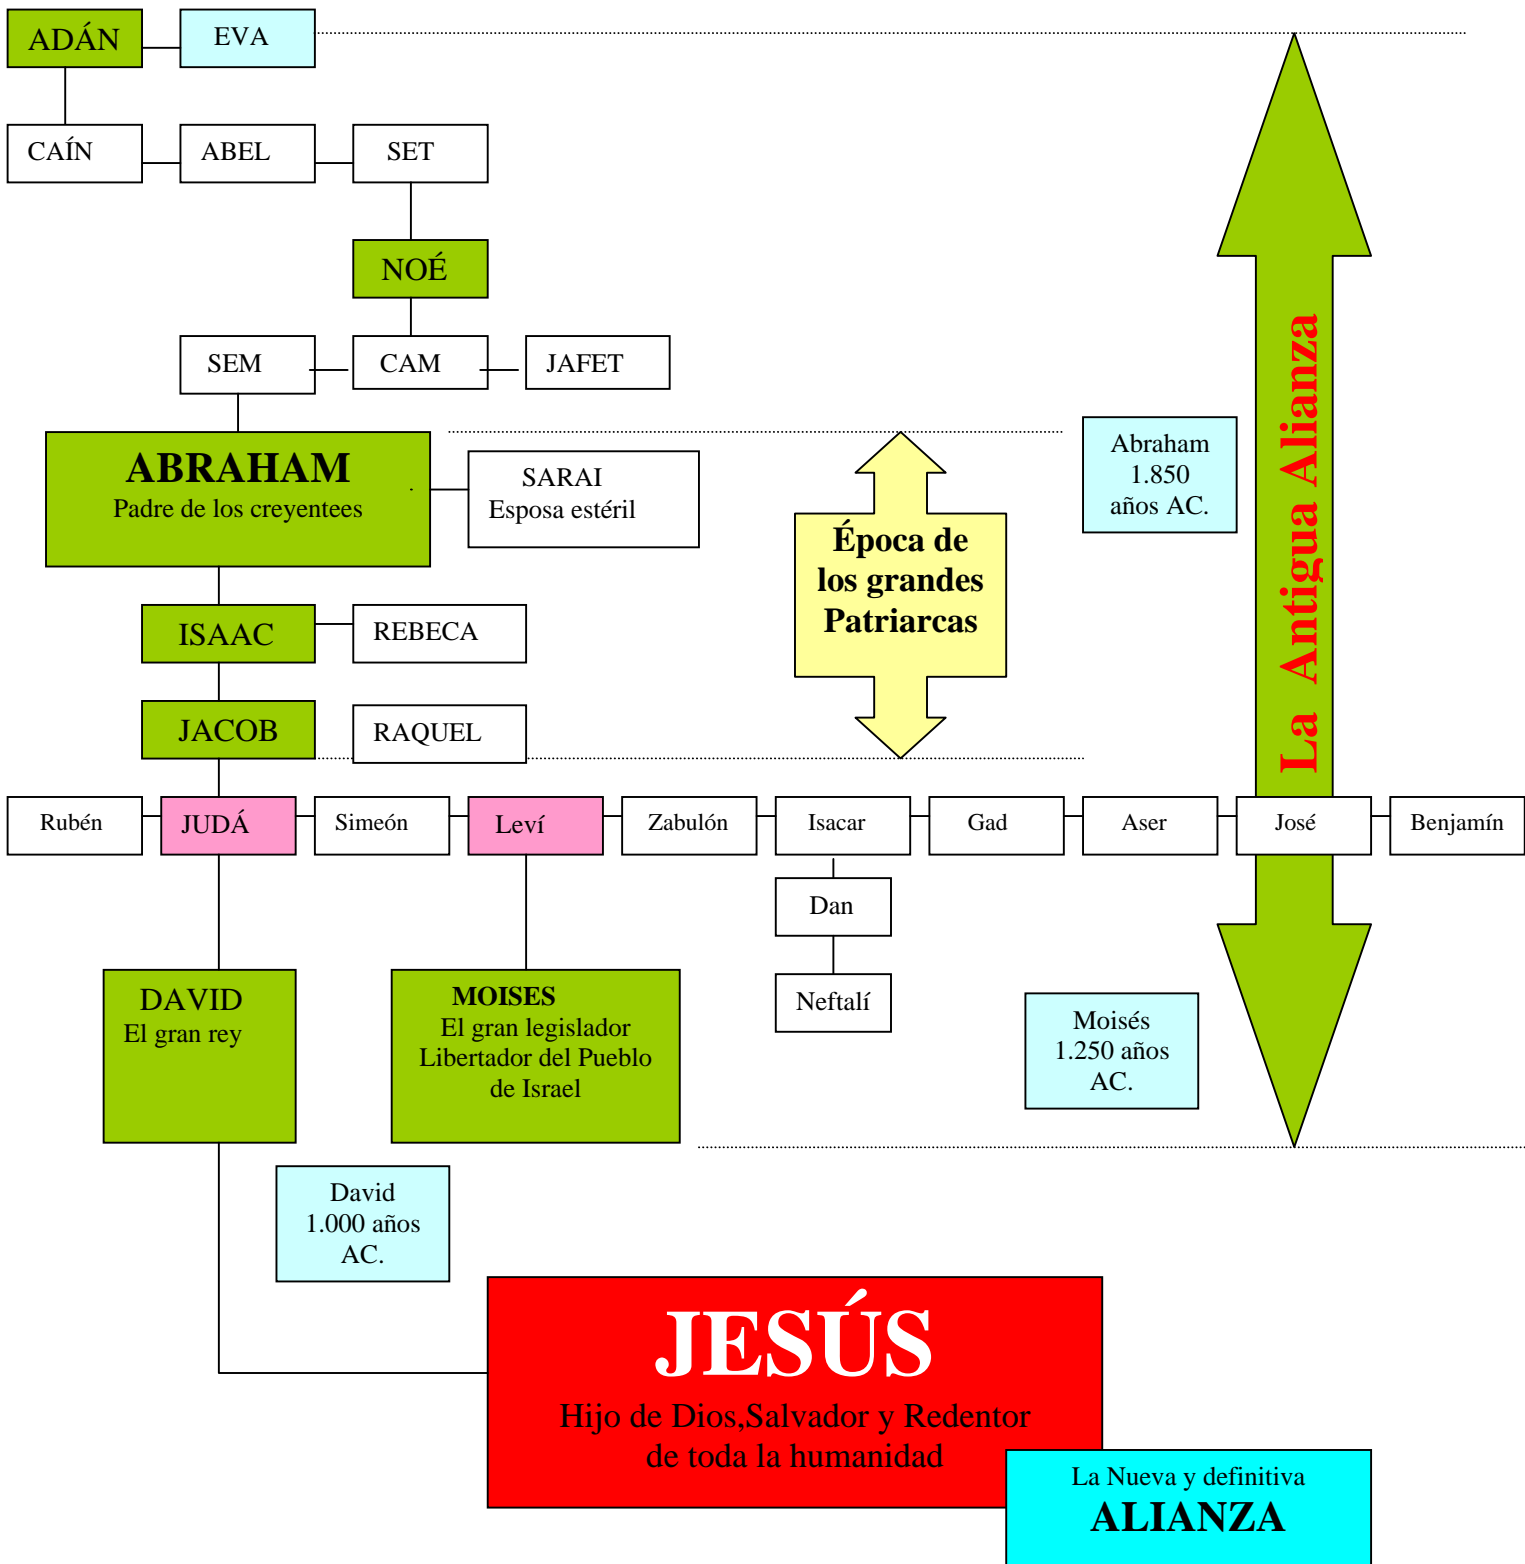 ADÁN
EVA
CAÍN
ABEL
SET
NOÉ
SEM
CAM
JAFET
ABRAHAM
Padre de los creyentees
SARAI
Esposa estéril
Época de
los grandes
Patriarcas
Abraham
1.850
años AC.
La Antigua Alianza
ISAAC
REBECA
JACOB
RAQUEL
Rubén
JUDÁ
Simeón
Leví
Zabulón
Isacar
Gad
Aser
José
Benjamín
Dan
Neftalí
DAVID
El gran rey
MOISES
El gran legislador
Libertador del Pueblo
de Israel
Moisés
1.250 años
AC.
David
1.000 años
AC.
JESÚS
Hijo de Dios,Salvador y Redentor
de toda la humanidad
La Nueva y definitiva
ALIANZA